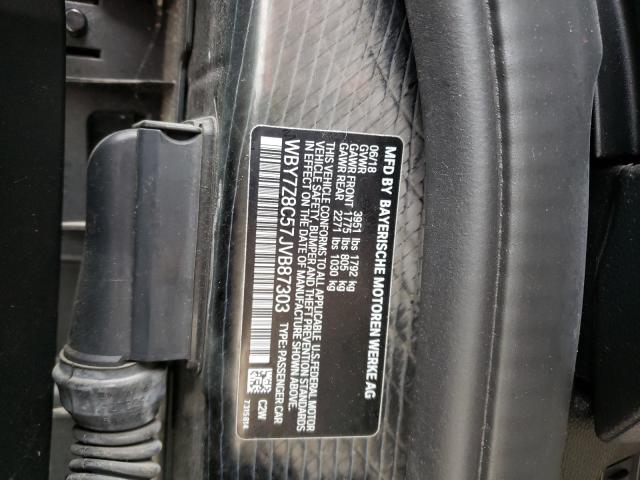 MFD BY BAYERISCHE MOTOREN WERKE AG
06/18
GVWR 3951 lbs 1792 kg
GAWR FRONT 1775 lbs 805 kg
GAWR REAR 2271 lbs 1030 kg
THIS VEHICLE CONFORMS TO ALL APPLICABLE U.S. FEDERAL MOTOR
VEHICLE SAFETY, BUMPER AND THEFT PREVENTION STANDARDS
IN EFFECT ON THE DATE OF MANUFACTURE SHOWN ABOVE.
WBY7Z8C57JVB87303 TYPE: PASSENGER CAR
C2W